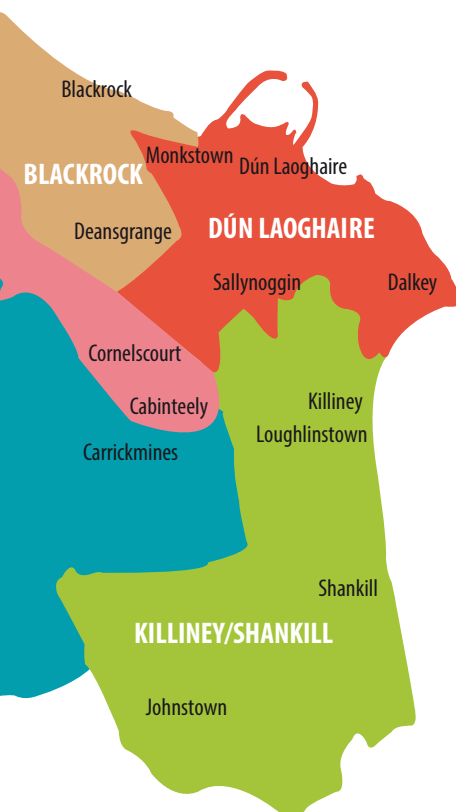 Blackrock
Monkstown
Dún Laoghaire
BLACKROCK
Deansgrange
DÚN LAOGHAIRE
Sallynoggin
Dalkey
Cornelscourt
Cabinteely
Killiney
Loughlinstown
Carrickmines
Shankill
KILLINEY/SHANKILL
Johnstown